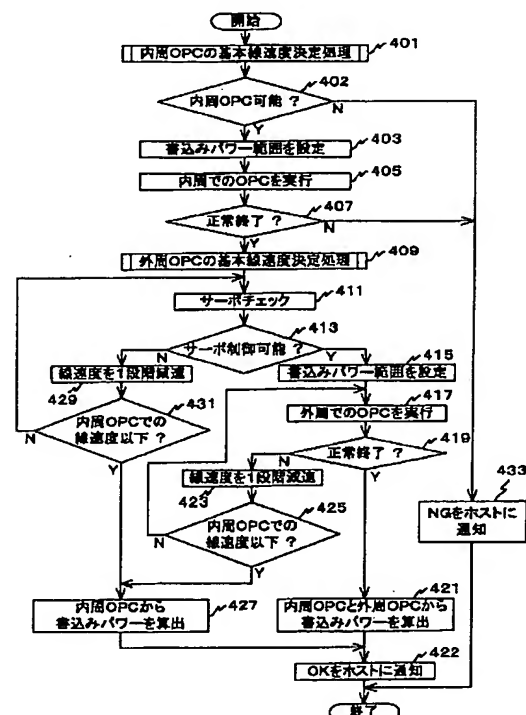 開始
内周OPCの基本線速度決定処理
401
402
内周OPC可能 ?
N
Y
403
書込みパワー範囲を設定
405
内周でのOPCを実行
407
正常終了 ?
N
Y
409
外周OPCの基本線速度決定処理
411
サーボチェック
413
サーボ制御可能 ?
N
Y
線速度を1段階減速
429
415
書込みパワー範囲を設定
417
外周でのOPCを実行
431
内周OPCでの
線速度以下 ?
N
Y
419
正常終了 ?
N
Y
線速度を1段階減速
423
425
内周OPCでの
線速度以下 ?
N
Y
433
NGをホストに
通知
内周OPCから
書込みパワーを算出
427
421
内周OPCと外周OPCから
書込みパワーを算出
422
OKをホストに通知
終了